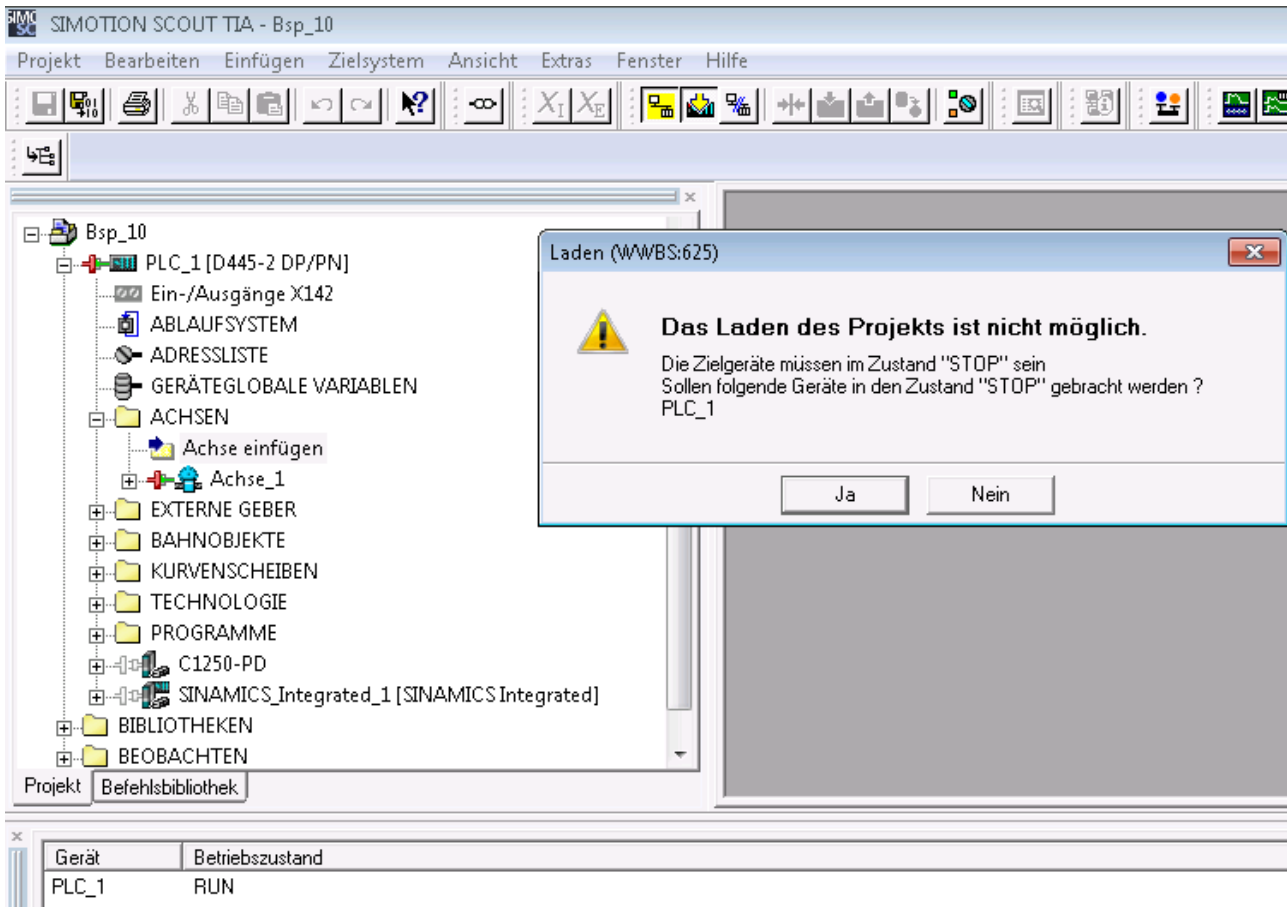 SIMOTION SCOUT TIA - Bsp_10
Projekt Bearbeiten Einfügen Zielsystem Ansicht Extras Fenster Hilfe
Bsp_10
PLC_1 [D445-2 DP/PN]
Ein-/Ausgänge X142
ABLAUFSYSTEM
ADRESSLISTE
GERÄTEGLOBALE VARIABLEN
ACHSEN
Achse einfügen
Achse_1
EXTERNE GEBER
BAHNOBJEKTE
KURVENSCHEIBEN
TECHNOLOGIE
PROGRAMME
C1250-PD
SINAMICS_Integrated_1 [SINAMICS Integrated]
BIBLIOTHEKEN
BEOBACHTEN
Projekt Befehlsbibliothek
Laden (WWBS:625)
Das Laden des Projekts ist nicht möglich.
Die Zielgeräte müssen im Zustand "STOP" sein
Sollen folgende Geräte in den Zustand "STOP" gebracht werden ?
PLC_1
Ja Nein
Gerät Betriebszustand
PLC_1 RUN